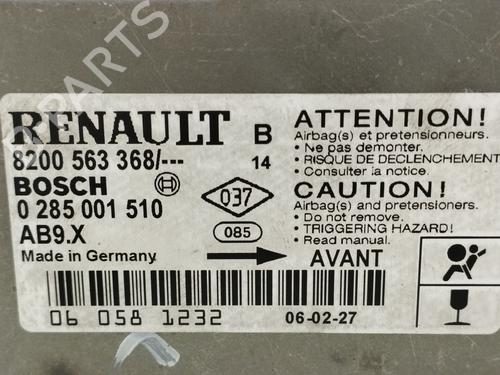 RENAULT B
8200 563 368/--- 14
BOSCH
0 285 001 510
AB9.X
Made in Germany
037
085
AVANT
06 058 1232
06-02-27
ATTENTION!
Airbag(s) et pretensionneurs.
• Ne pas demonter.
• RISQUE DE DECLENCHEMENT
• Consulter la notice.
CAUTION!
Airbag(s) and pretensioners.
• Do not remove.
• TRIGGERING HAZARD!
• Read manual.